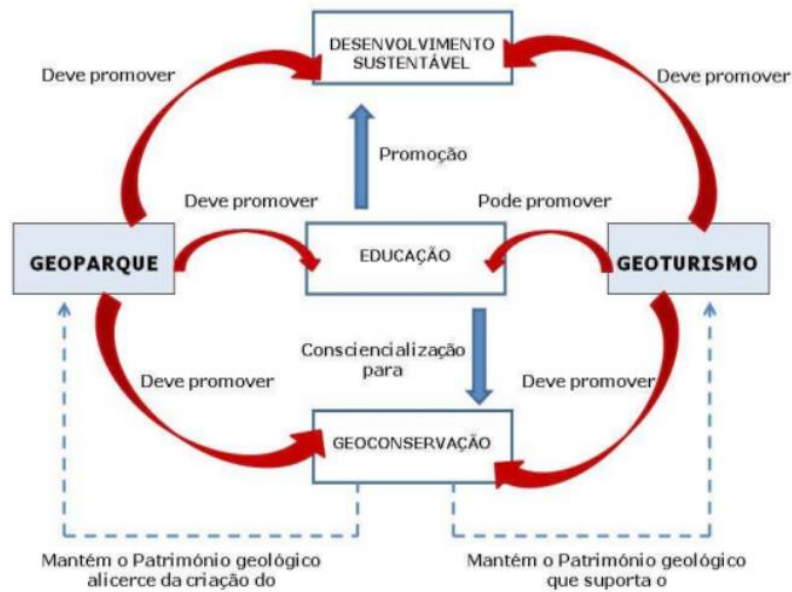 DESENVOLVIMENTO
SUSTENTÁVEL
Deve promover
Deve promover
Promoção
Deve promover
Pode promover
GEOPARQUE
EDUCAÇÃO
GEOTURISMO
Consciencialização
para
Deve promover
Deve promover
GEOCONSERVAÇÃO
Mantém o Património geológico
alicerce da criação do
Mantém o Património geológico
que suporta o